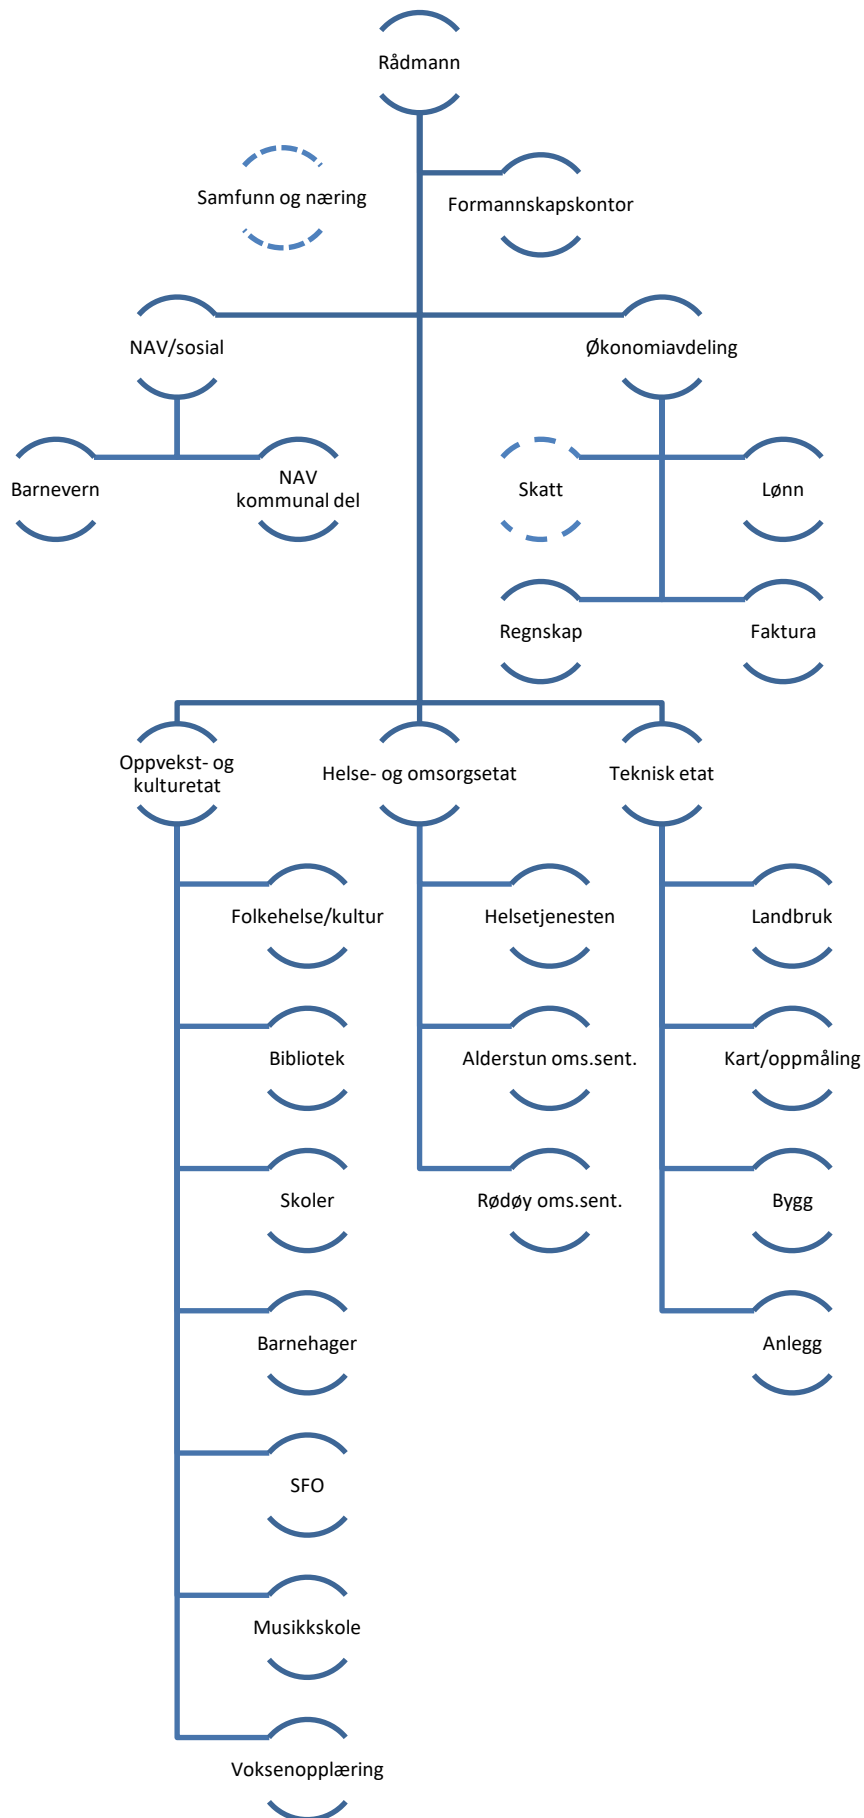 Rådmann
Samfunn og næring
Formannskapskontor
NAV/sosial
Økonomiavdeling
Barnevern
NAV
kommunal del
Skatt
Lønn
Regnskap
Faktura
Oppvekst- og
kulturetat
Helse- og omsorgsetat
Teknisk etat
Folkehelse/kultur
Helsetjenesten
Landbruk
Bibliotek
Alderstun oms.sent.
Kart/oppmåling
Skoler
Rødøy oms.sent.
Bygg
Barnehager
Anlegg
SFO
Musikkskole
Voksenopplæring